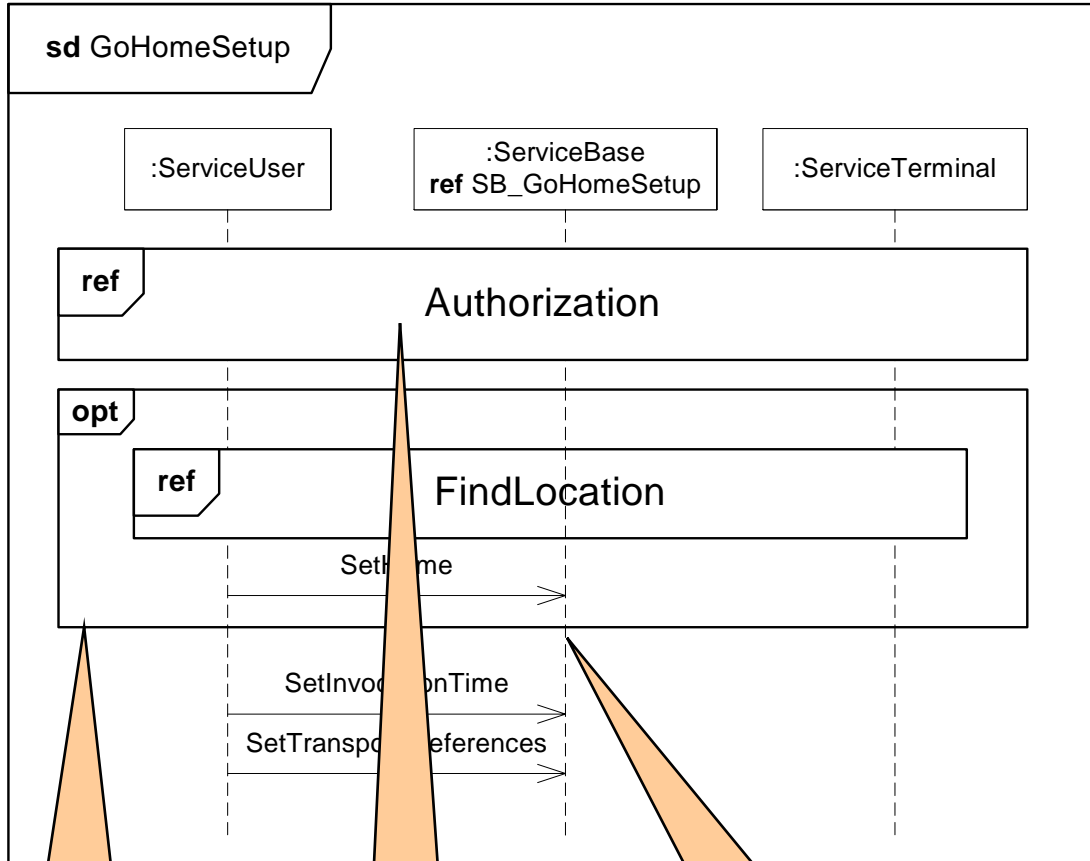 sd GoHomeSetup
:ServiceUser
:ServiceBase
ref SB_GoHomeSetup
:ServiceTerminal
ref
Authorization
opt
ref
FindLocation